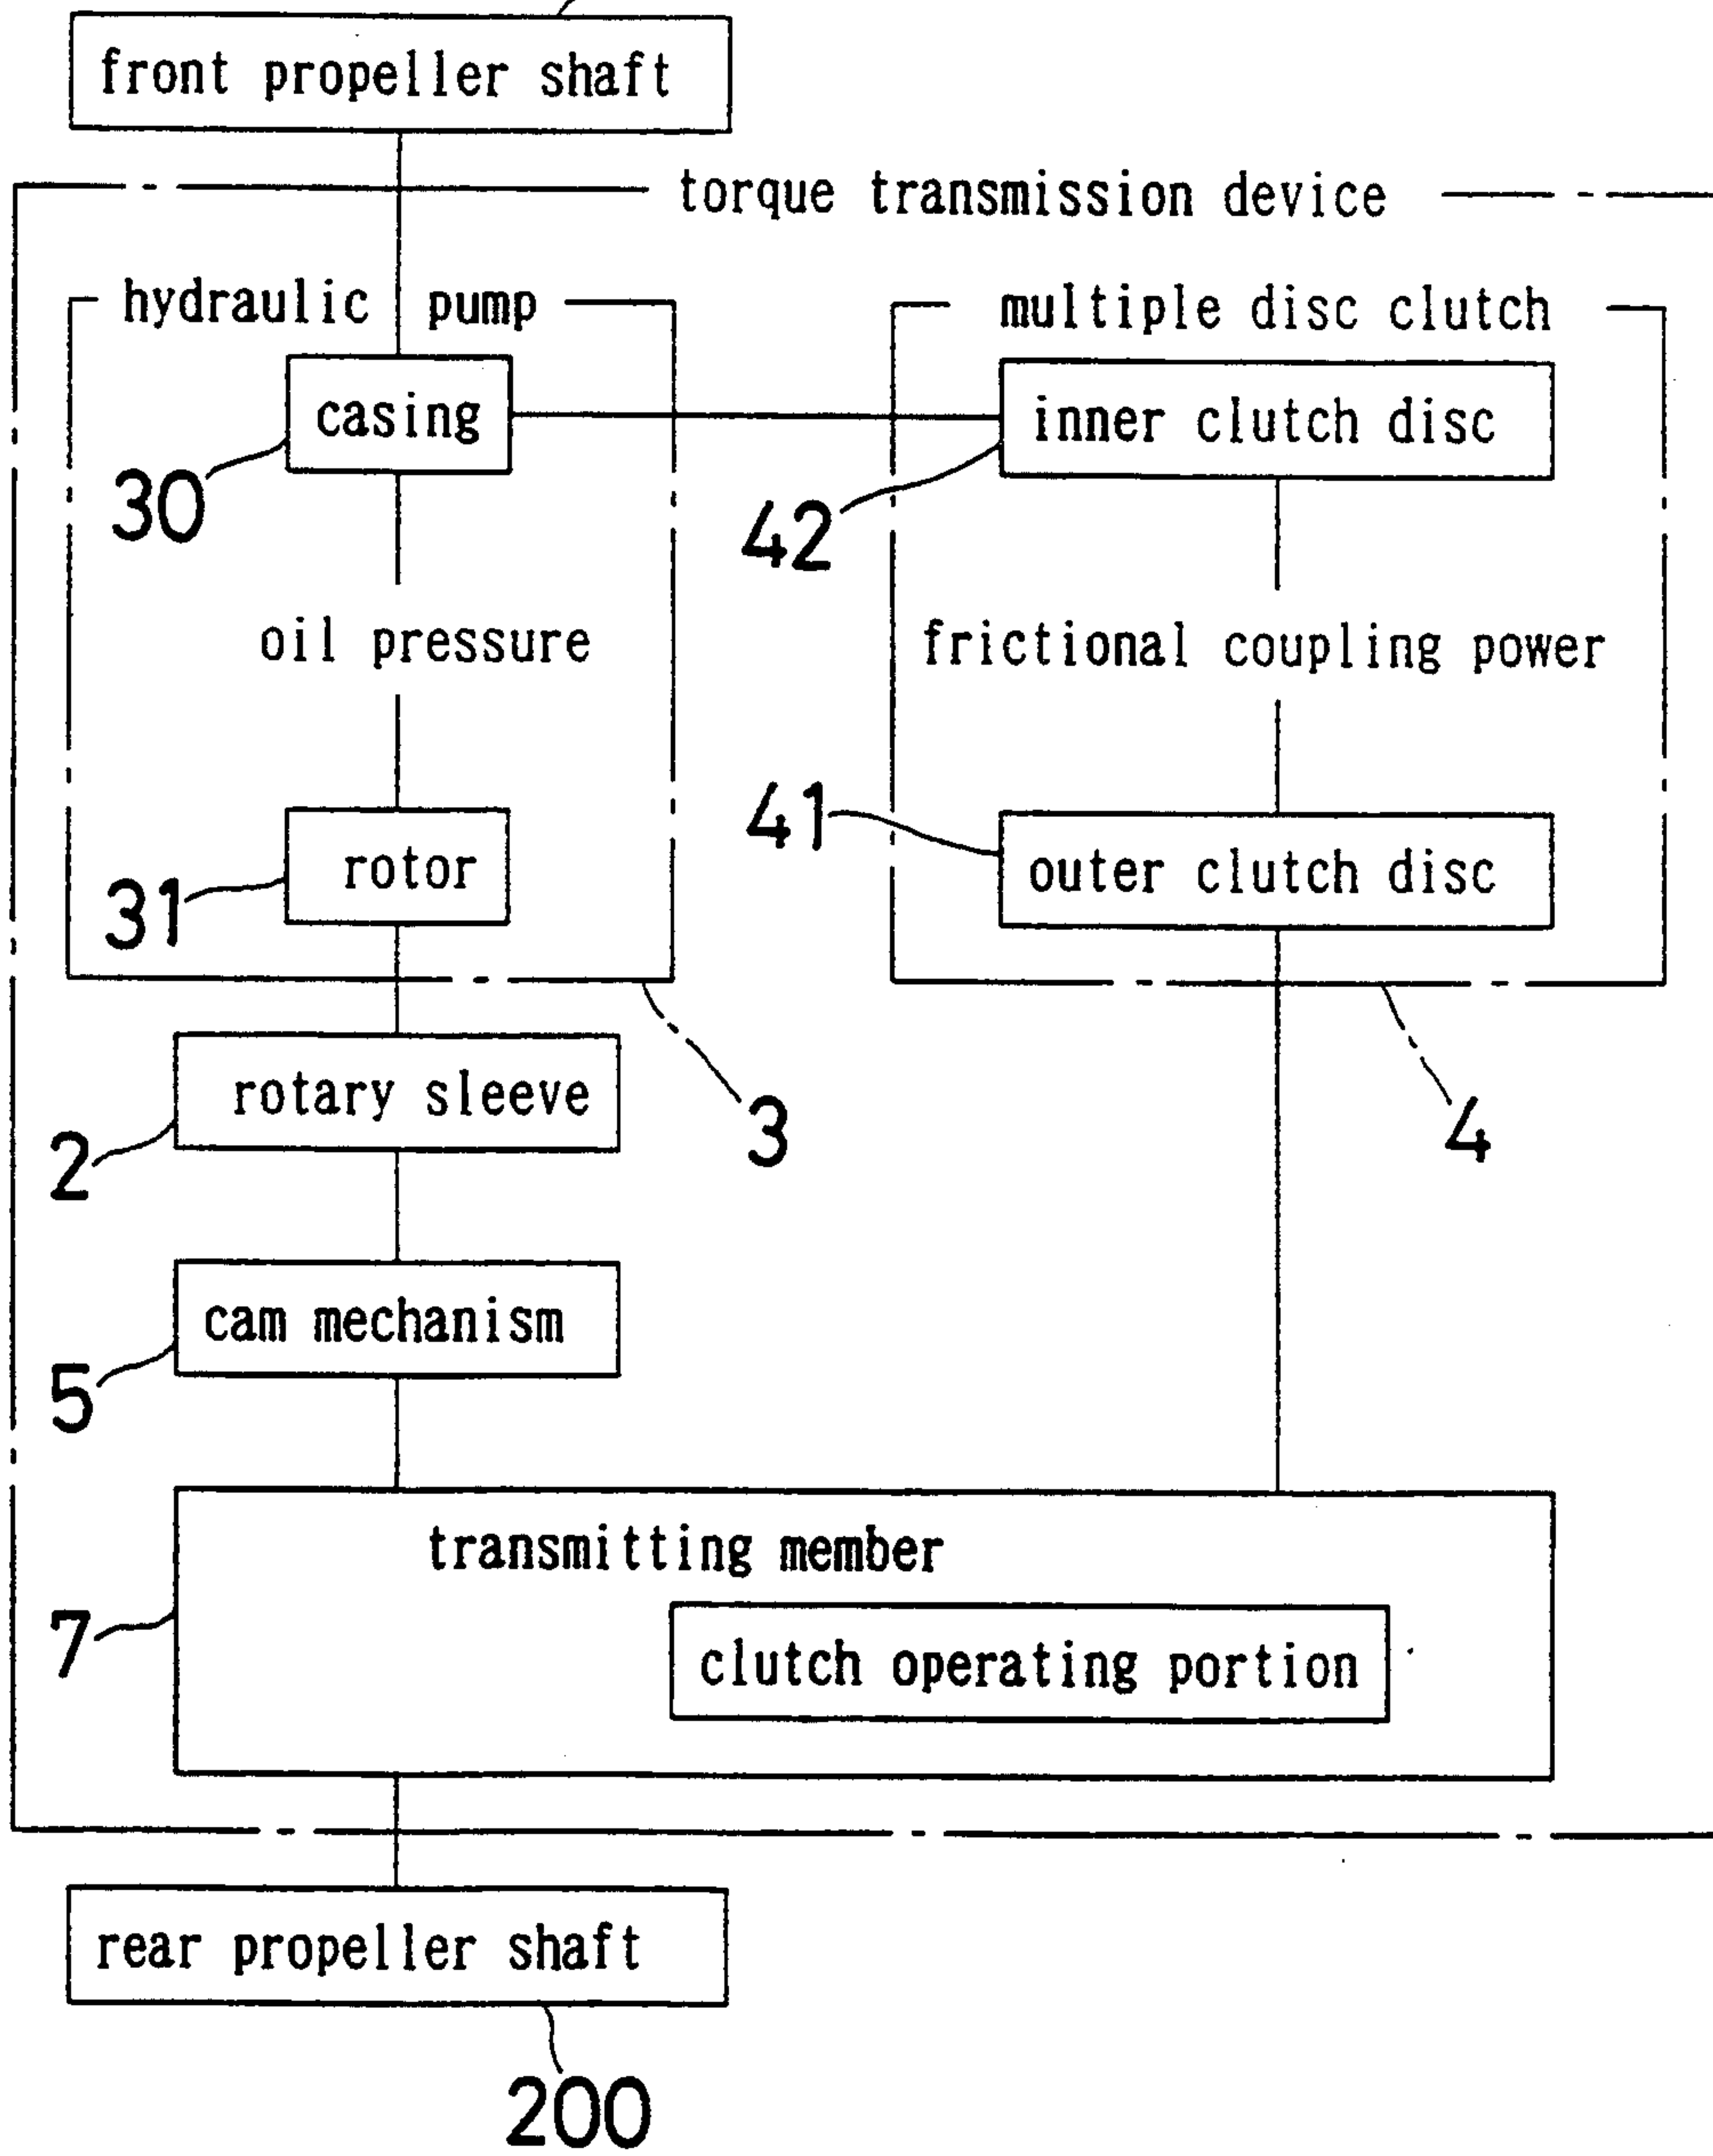 front propeller shaft
torque transmission device
hydraulic pump
multiple disc clutch
casing
inner clutch disc
30
42
oil pressure
frictional coupling power
41
rotor
outer clutch disc
31
rotary sleeve
2
3
4
cam mechanism
5
transmitting member
7
clutch operating portion
rear propeller shaft
200